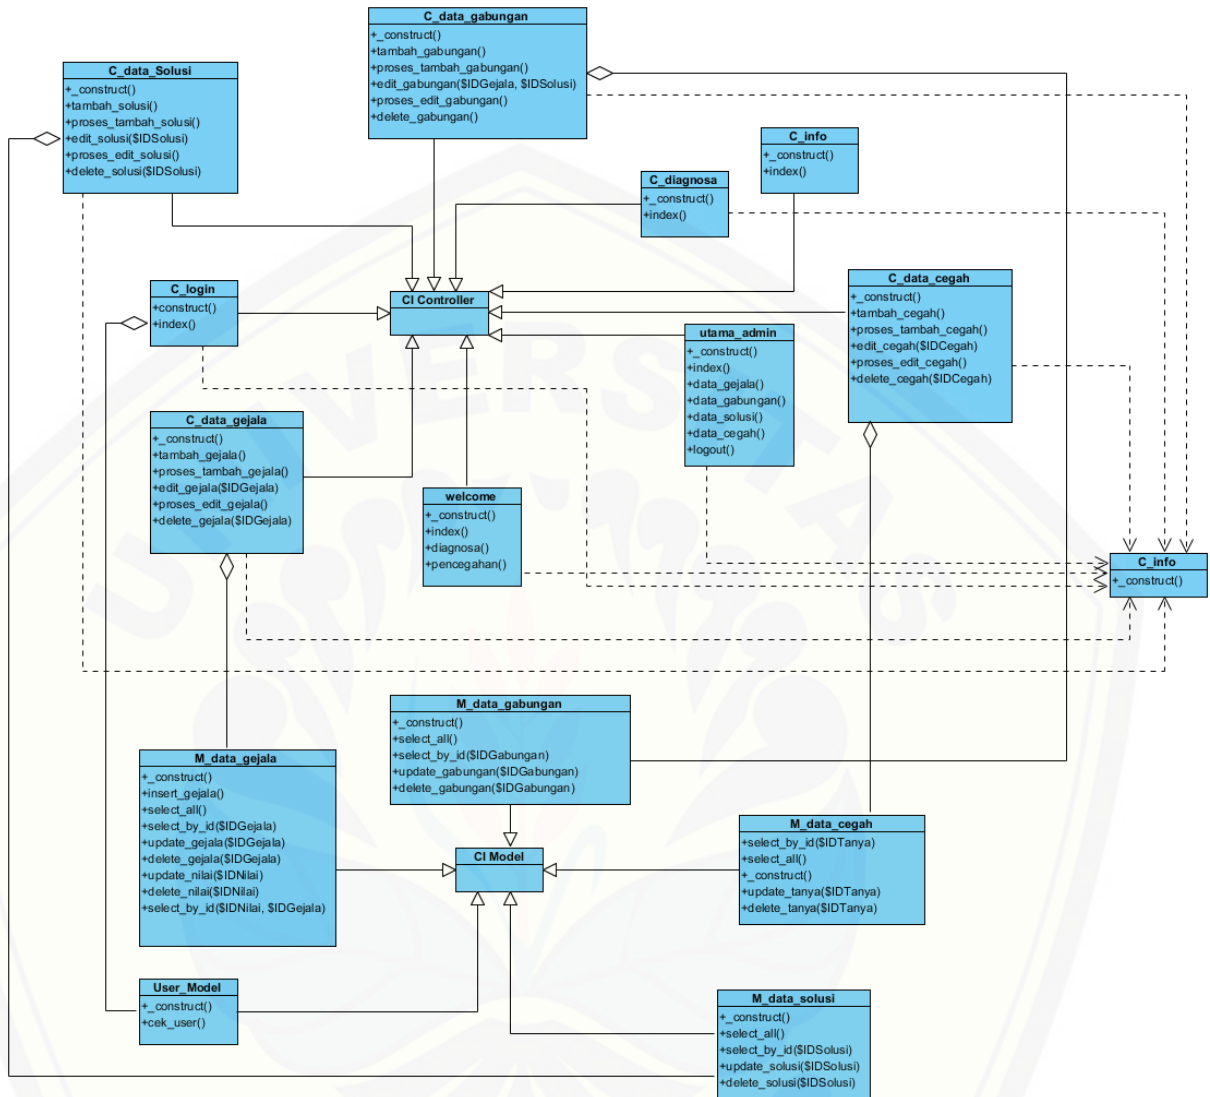 C_data_gabungan
+_construct()
+tambah_gabungan()
+proses_tambah_gabungan()
+edit_gabungan($IDGejala, $IDSolusi)
+proses_edit_gabungan()
+delete_gabungan()
C_data_Solusi
+_construct()
+tambah_solusi()
+proses_tambah_solusi()
+edit_solusi($IDSolusi)
+proses_edit_solusi()
+delete_solusi($IDSolusi)
C_info
+_construct()
+index()
C_diagnosa
+_construct()
+index()
C_login
+construct()
+index()
CI Controller
C_data_cegah
+_construct()
+tambah_cegah()
+proses_tambah_cegah()
+edit_cegah($IDCegah)
+proses_edit_cegah()
+delete_cegah($IDCegah)
utama_admin
+_construct()
+index()
+data_gejala()
+data_gabungan()
+data_solusi()
+data_cegah()
+logout()
C_data_gejala
+_construct()
+tambah_gejala()
+proses_tambah_gejala()
+edit_gejala($IDGejala)
+proses_edit_gejala()
+delete_gejala($IDGejala)
welcome
+_construct()
+index()
+diagnosa()
+pencegahan()
C_info
+_construct()
M_data_gabungan
+_construct()
+select_all()
+select_by_id($IDGabungan)
+update_gabungan($IDGabungan)
+delete_gabungan($IDGabungan)
M_data_gejala
+_construct()
+insert_gejala()
+select_all()
+select_by_id($IDGejala)
+update_gejala($IDGejala)
+delete_gejala($IDGejala)
+update_nilai($IDNilai)
+delete_nilai($IDNilai)
+select_by_id($IDNilai, $IDGejala)
CI Model
M_data_cegah
+select_by_id($IDTanya)
+select_all()
+_construct()
+update_tanya($IDTanya)
+delete_tanya($IDTanya)
User_Model
+_construct()
+cek_user()
M_data_solusi
+_construct()
+select_all()
+select_by_id($IDSolusi)
+update_solusi($IDSolusi)
+delete_solusi($IDSolusi)
UNIVERSITAS